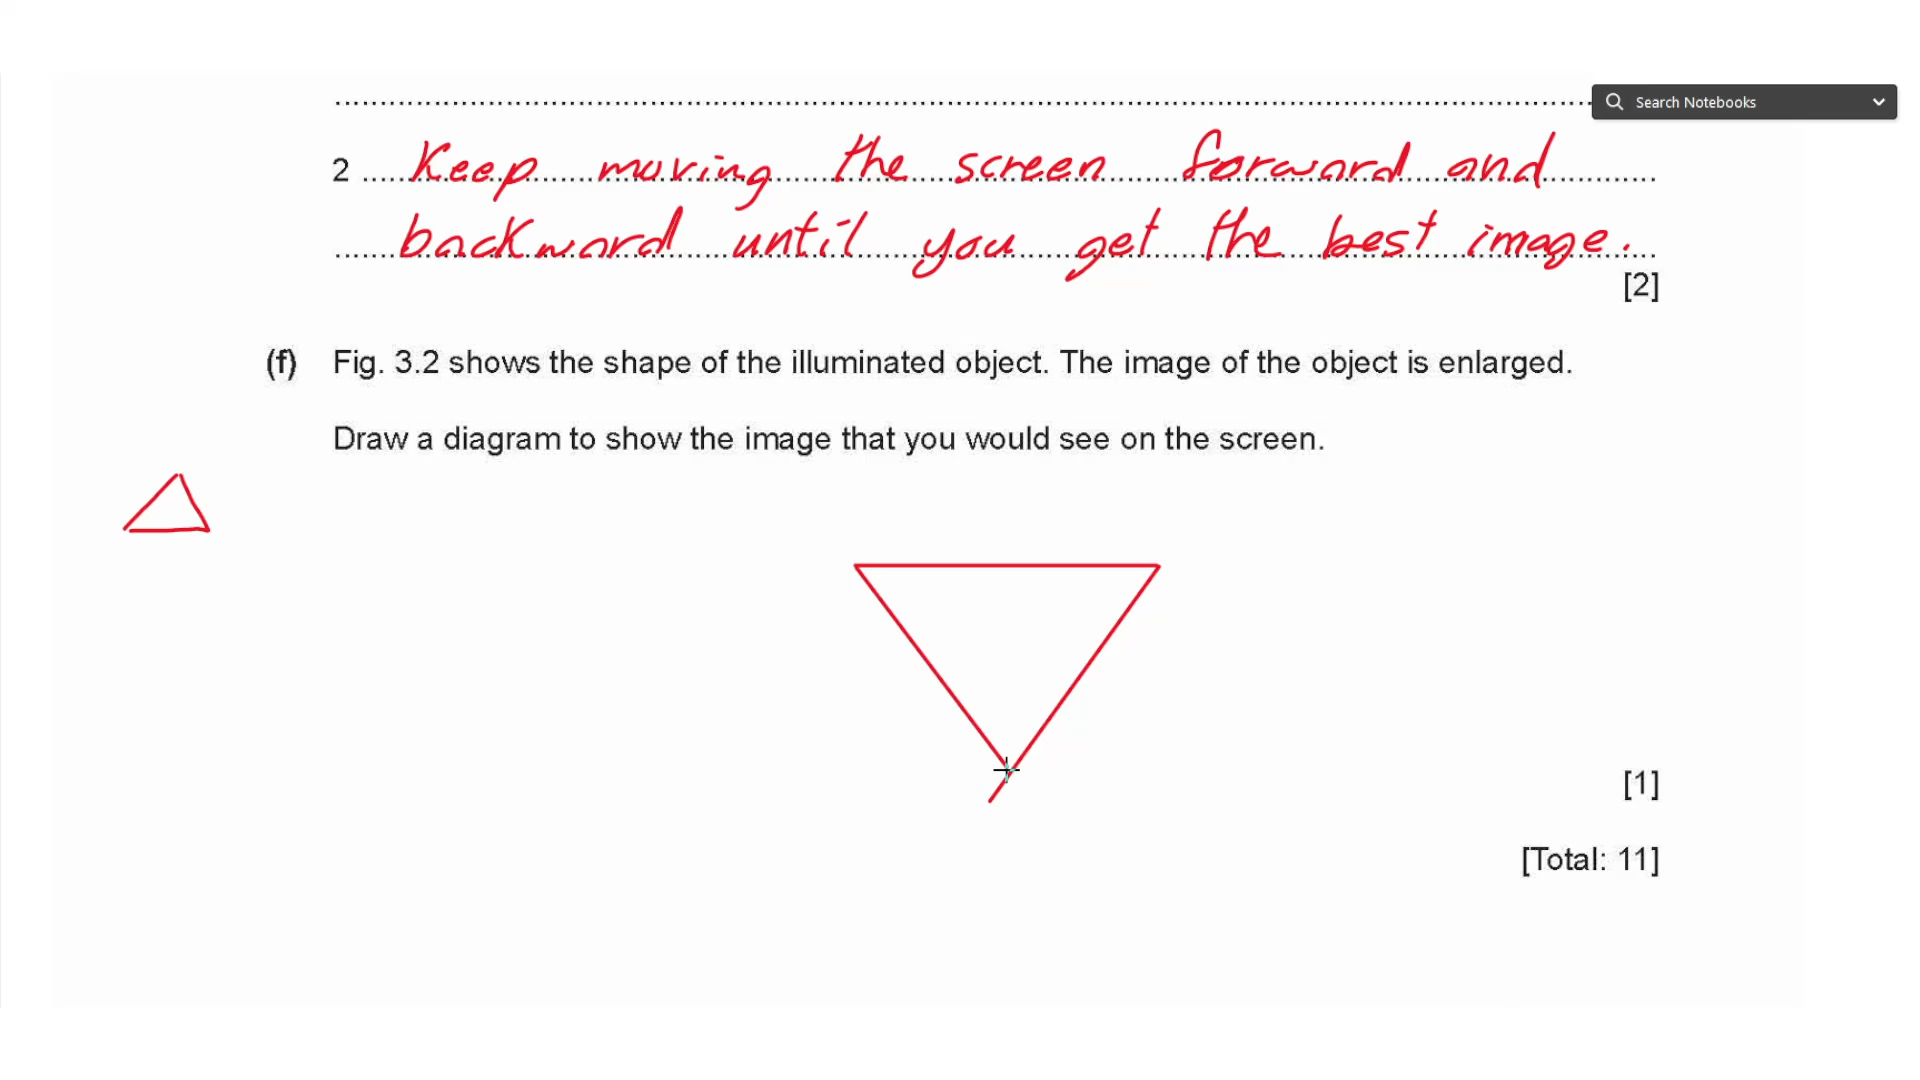 Search Notebooks
2 Keep moving the screen forward and
backward until you get the best image.
[2]
(f) Fig. 3.2 shows the shape of the illuminated object. The image of the object is enlarged.
Draw a diagram to show the image that you would see on the screen.
[1]
[Total: 11]